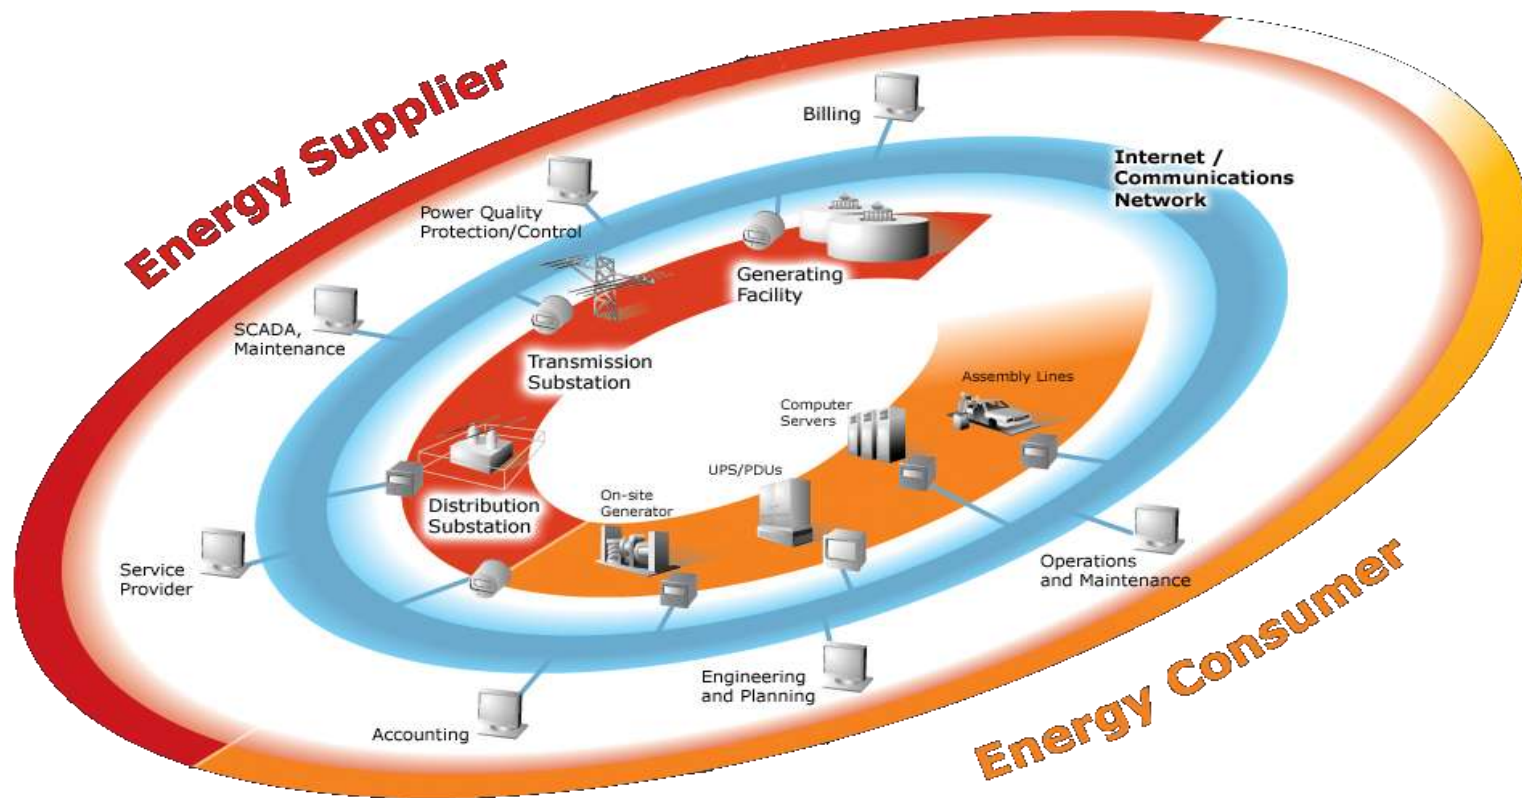 Energy Supplier
Billing
Internet /
Communications
Network
Power Quality
Protection/Control
Generating
Facility
SCADA,
Maintenance
Transmission
Substation
Assembly Lines
Computer
Servers
UPS/PDUs
On-site
Generator
Distribution
Substation
Service
Provider
Operations
and Maintenance
Engineering
and Planning
Accounting
Energy Consumer